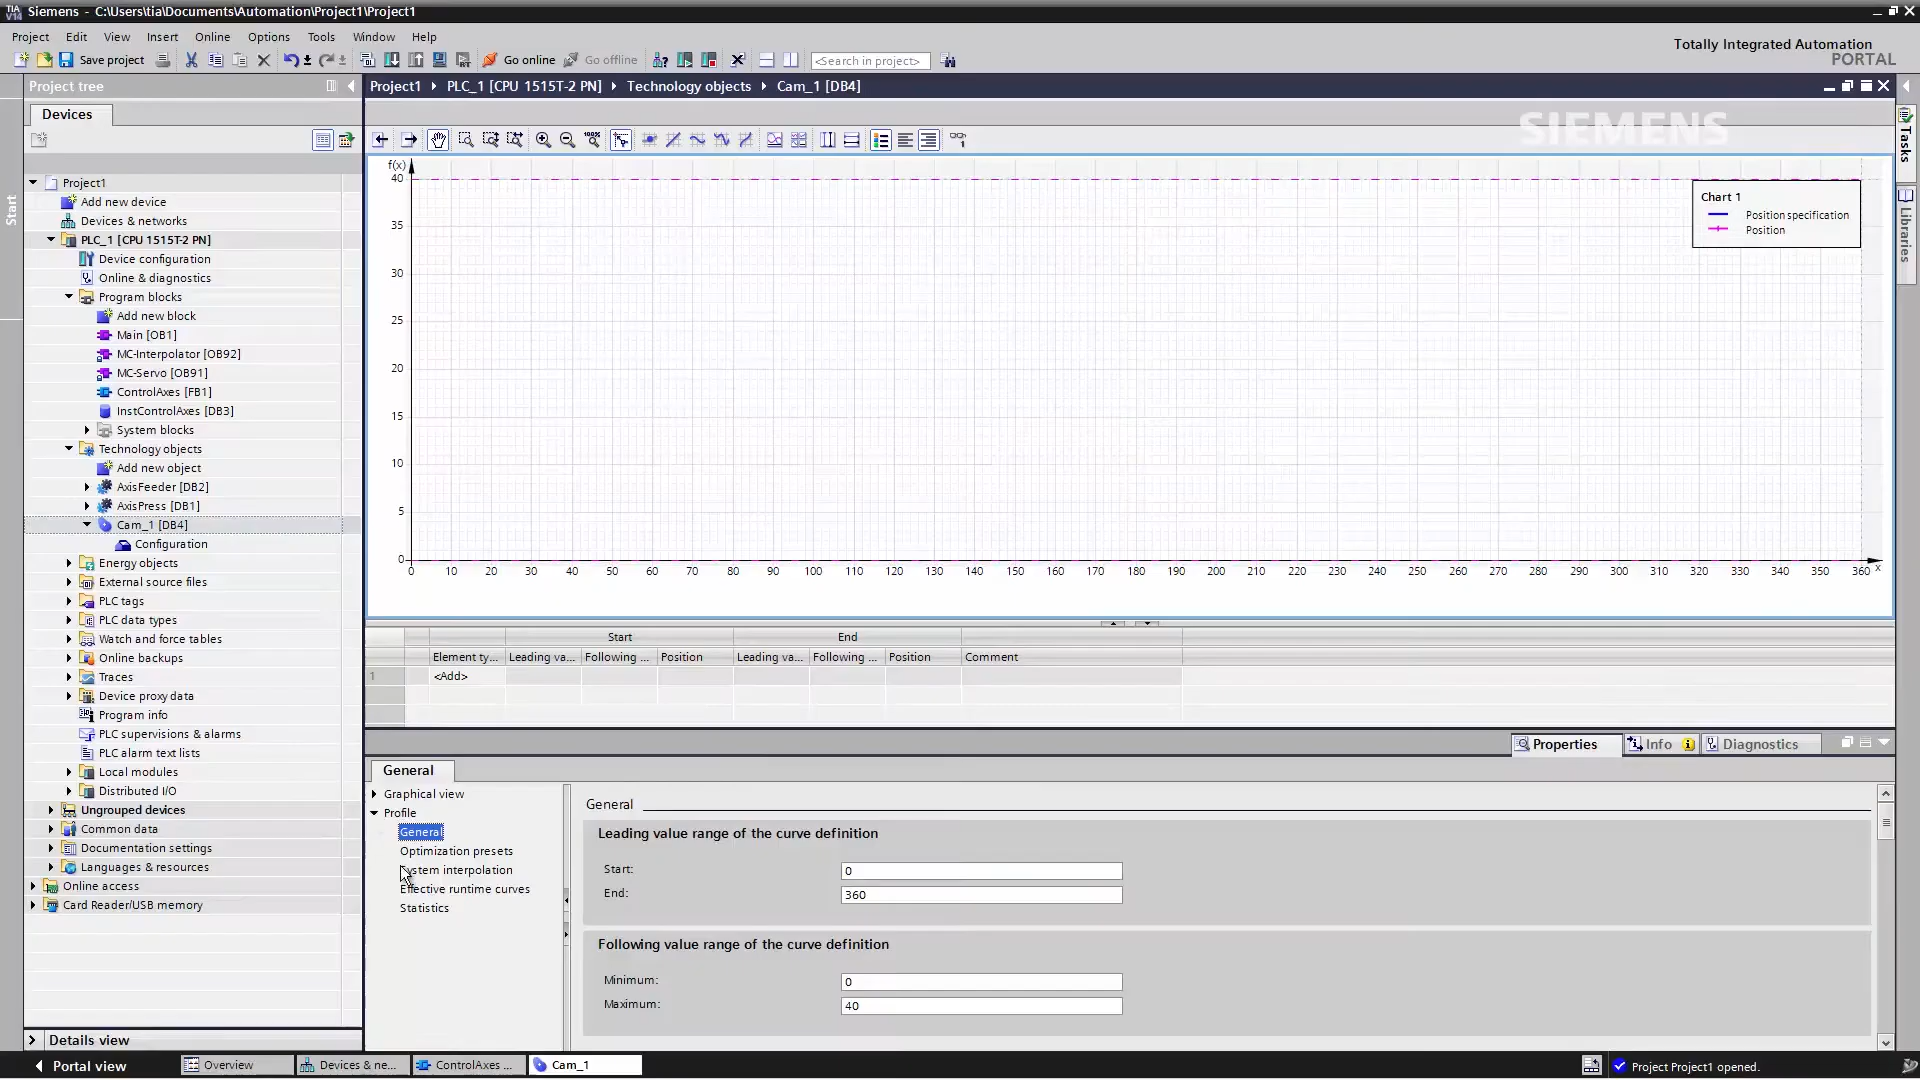 Siemens - C:\Users\tia\Documents\Automation\Project1\Project1
Project Edit View Insert Online Options Tools Window Help
Totally Integrated Automation
PORTAL
Save project
Go online
Go offline
<Search in project>
Project tree
Project1 PLC_1 [CPU 1515T-2 PN] Technology objects Cam_1 [DB4]
Devices
SIEMENS
Start
Tasks
Libraries
Project1
Add new device
Devices & networks
PLC_1 [CPU 1515T-2 PN]
Device configuration
Online & diagnostics
Program blocks
Add new block
Main [OB1]
MC-Interpolator [OB92]
MC-Servo [OB91]
ControlAxes [FB1]
InstControlAxes [DB3]
System blocks
Technology objects
Add new object
AxisFeeder [DB2]
AxisPress [DB1]
Cam_1 [DB4]
Configuration
Energy objects
External source files
PLC tags
PLC data types
Watch and force tables
Online backups
Traces
Device proxy data
Program info
PLC supervisions & alarms
PLC alarm text lists
Local modules
Distributed I/O
Ungrouped devices
Common data
Documentation settings
Languages & resources
Online access
Card Reader/USB memory
Details view
f(x)
40
35
30
25
20
15
10
5
0
0 10 20 30 40 50 60 70 80 90 100 110 120 130 140 150 160 170 180 190 200 210 220 230 240 250 260 270 280 290 300 310 320 330 340 350 360 x
Chart 1
Position specification
Position
Start End
Element ty... Leading va... Following ... Position Leading va... Following ... Position Comment
1 <Add>
Properties Info Diagnostics
General
Graphical view
Profile
General
Optimization presets
System interpolation
Effective runtime curves
Statistics
General
Leading value range of the curve definition
Start: 0
End: 360
Following value range of the curve definition
Minimum: 0
Maximum: 40
Portal view Overview Devices & ne... ControlAxes ... Cam_1 Project Project1 opened.